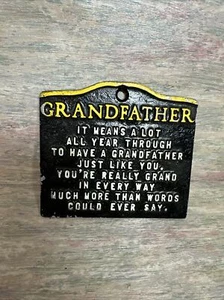 GRANDFATHER
IT MEANS A LOT
ALL YEAR THROUGH
TO HAVE A GRANDFATHER
JUST LIKE YOU.
YOU'RE REALLY GRAND
IN EVERY WAY
MUCH MORE THAN WORDS
COULD EVER SAY.